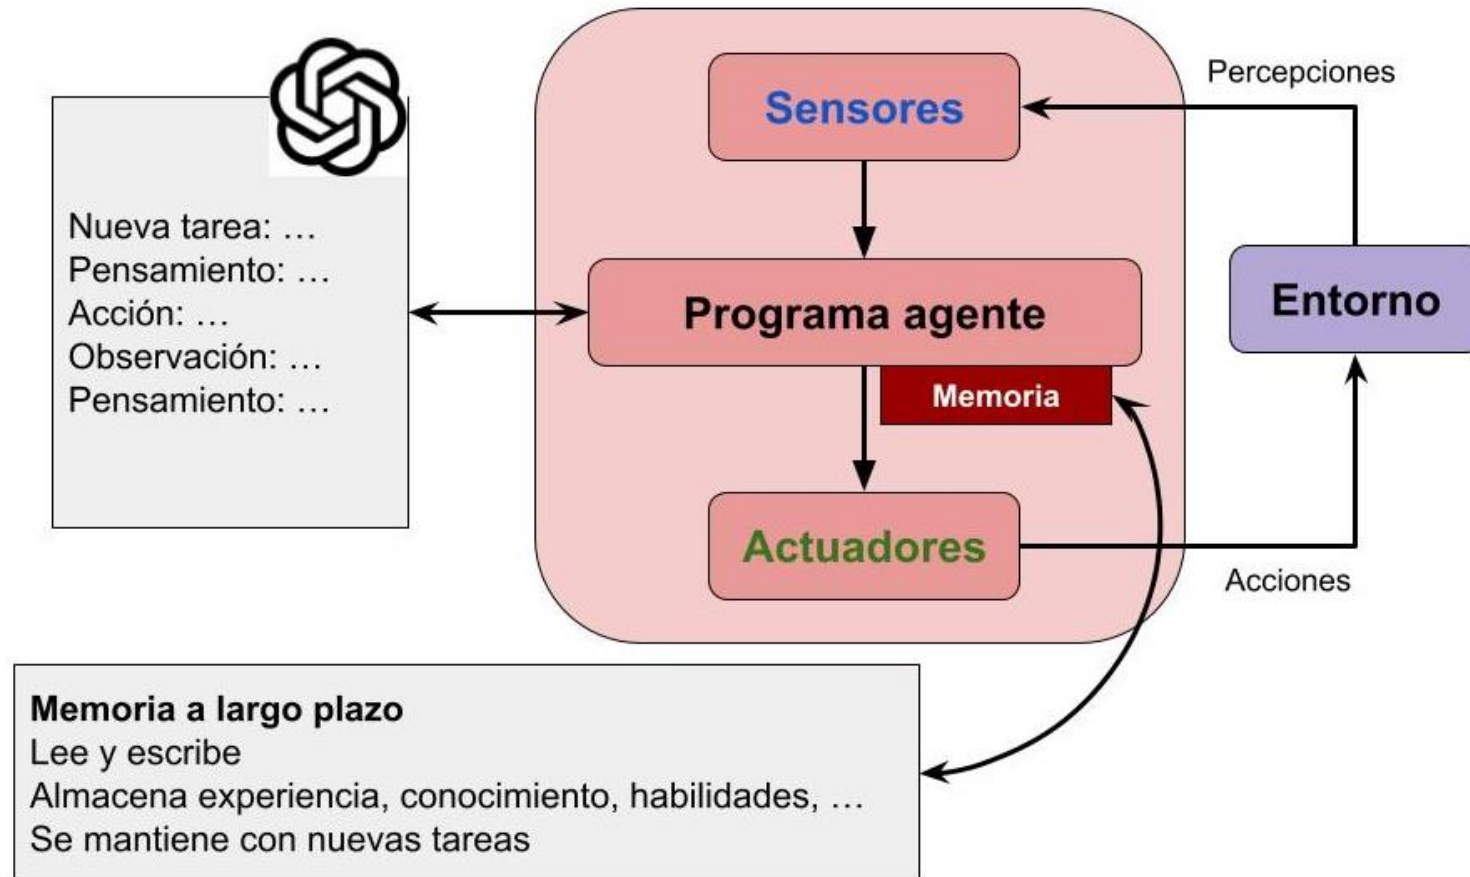 Percepciones
Sensores
Nueva tarea: …
Pensamiento: …
Acción: …
Observación: …
Pensamiento: …
Programa agente
Entorno
Memoria
Actuadores
Acciones
Memoria a largo plazo
Lee y escribe
Almacena experiencia, conocimiento, habilidades, …
Se mantiene con nuevas tareas